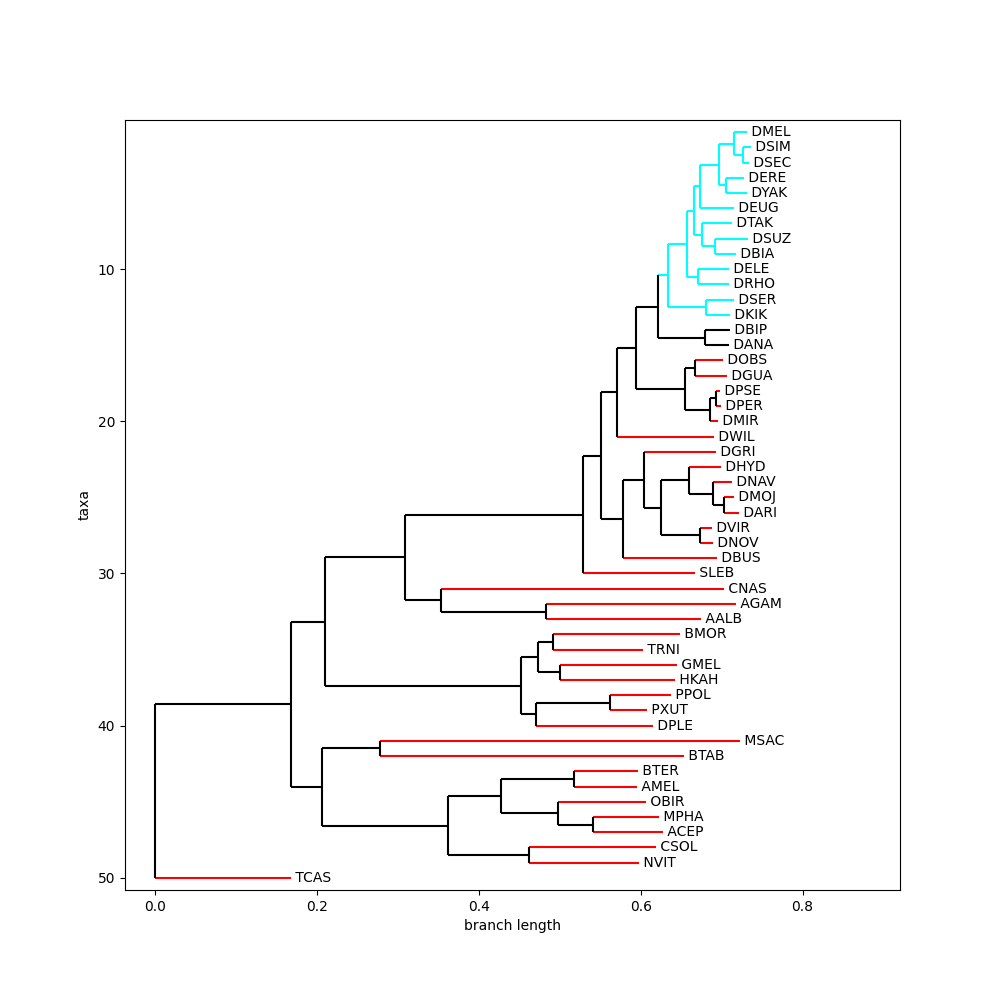 DMEL
DSIM
DSEC
DERE
DYAK
DEUG
DTAK
DSUZ
DBIA
10 DELE
DRHO
DSER
DKIK
DBIP
DANA
DOBS
DGUA
DPSE
DPER
20 DMIR
DWIL
DGRI
DHYD
DNAV
DMOJ
taxa DARI
DVIR
DNOV
DBUS
30 SLEB
CNAS
AGAM
AALB
BMOR
TRNI
GMEL
HKAH
PPOL
PXUT
40 DPLE
MSAC
BTAB
BTER
AMEL
OBIR
MPHA
ACEP
CSOL
NVIT
50 TCAS
0.0 0.2 0.4 0.6 0.8
branch length